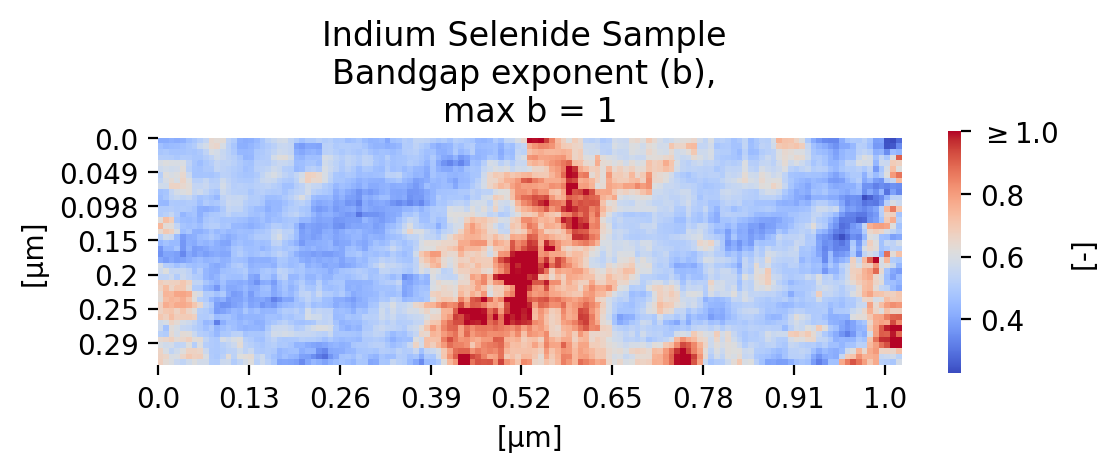 Indium Selenide Sample
Bandgap exponent (b),
max b = 1
0.0
0.049
0.098
0.15
0.2
0.25
0.29
[µm]
0.0 0.13 0.26 0.39 0.52 0.65 0.78 0.91 1.0
[µm]
≥ 1.0
0.8
0.6
0.4
[-]